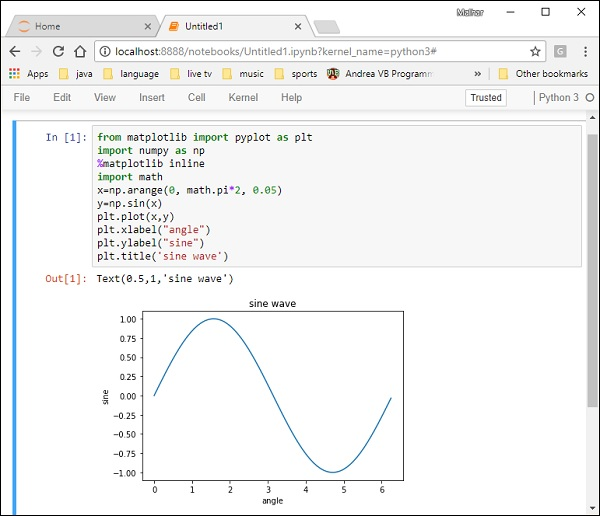 Malhar
Home
Untitled1
localhost:8888/notebooks/Untitled1.ipynb?kernel_name=python3#
Apps java language live tv music sports Andrea VB Programm » Other bookmarks
File Edit View Insert Cell Kernel Help Trusted Python 3
In [1]: from matplotlib import pyplot as plt
import numpy as np
%matplotlib inline
import math
x=np.arange(0, math.pi*2, 0.05)
y=np.sin(x)
plt.plot(x,y)
plt.xlabel("angle")
plt.ylabel("sine")
plt.title('sine wave')
Out[1]: Text(0.5,1,'sine wave')
sine wave
1.00
0.75
0.50
0.25
0.00
−0.25
−0.50
−0.75
−1.00
sine
0 1 2 3 4 5 6
angle